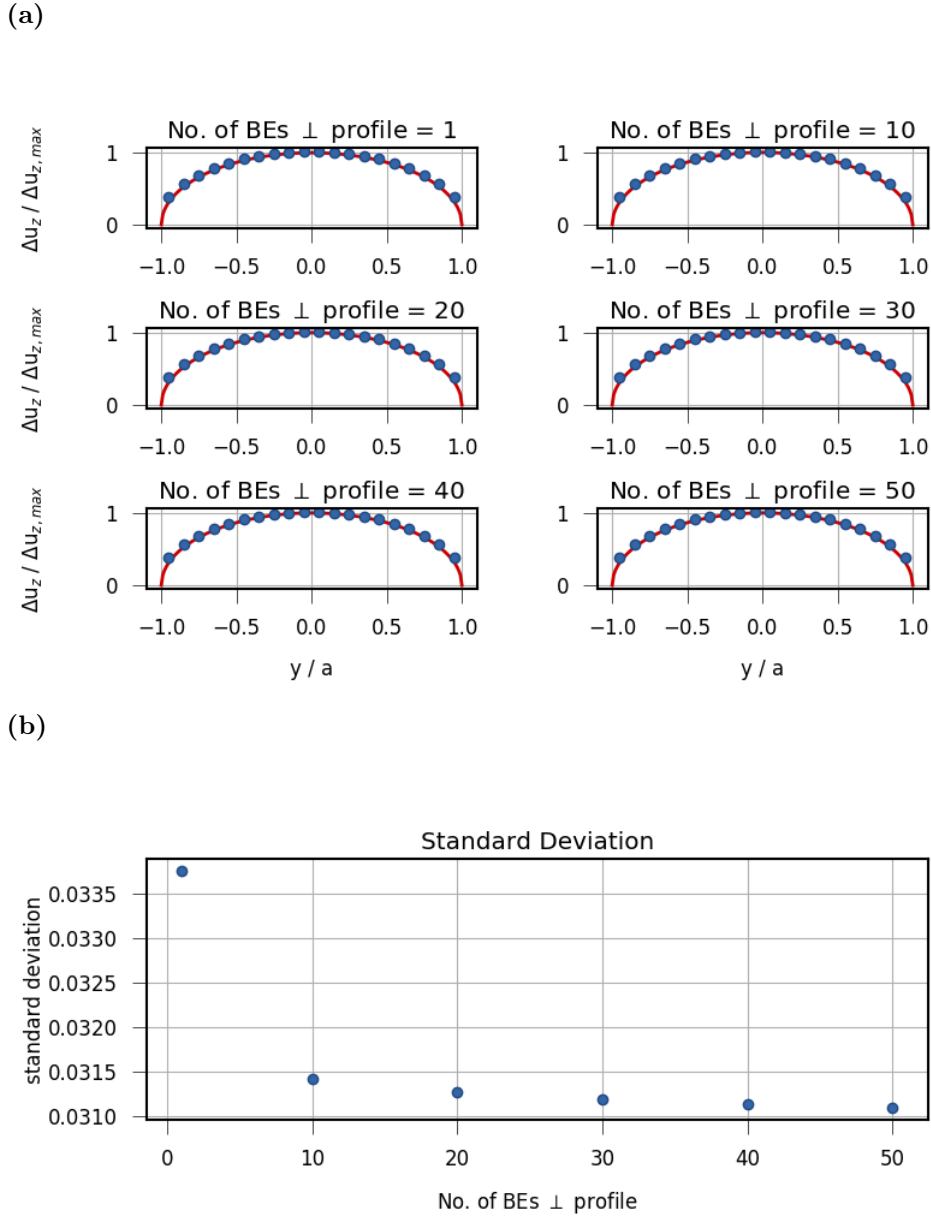 (a)
No. of BEs ⊥ profile = 1
No. of BEs ⊥ profile = 10
Δu_z / Δu_z,max
1
0
−1.0 −0.5 0.0 0.5 1.0
−1.0 −0.5 0.0 0.5 1.0
No. of BEs ⊥ profile = 20
No. of BEs ⊥ profile = 30
Δu_z / Δu_z,max
1
0
1
0
−1.0 −0.5 0.0 0.5 1.0
−1.0 −0.5 0.0 0.5 1.0
No. of BEs ⊥ profile = 40
No. of BEs ⊥ profile = 50
Δu_z / Δu_z,max
1
0
1
0
−1.0 −0.5 0.0 0.5 1.0
−1.0 −0.5 0.0 0.5 1.0
y / a
y / a
(b)
Standard Deviation
standard deviation
0.0335
0.0330
0.0325
0.0320
0.0315
0.0310
0 10 20 30 40 50
No. of BEs ⊥ profile